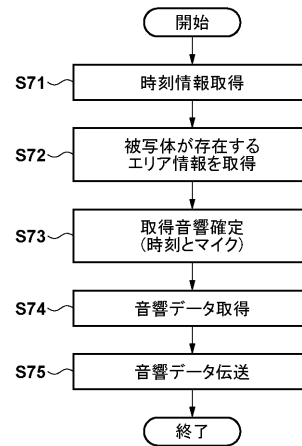 開始
S71
時刻情報取得
S72
被写体が存在する
エリア情報を取得
S73
取得音響確定
(時刻とマイク)
S74
音響データ取得
S75
音響データ伝送
終了